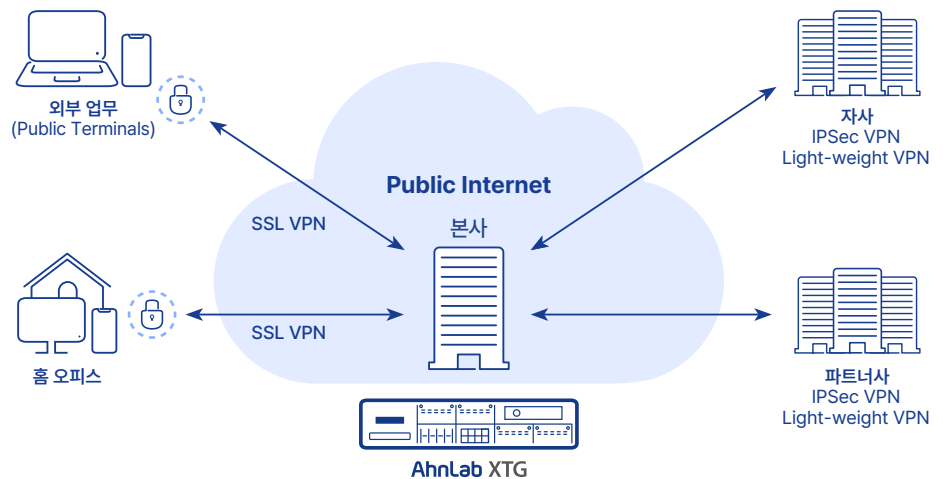 외부 업무
(Public Terminals)
자사
IPSec VPN
Light-weight VPN
Public Internet
본사
SSL VPN
SSL VPN
홈 오피스
파트너사
IPSec VPN
Light-weight VPN
AhnLab XTG